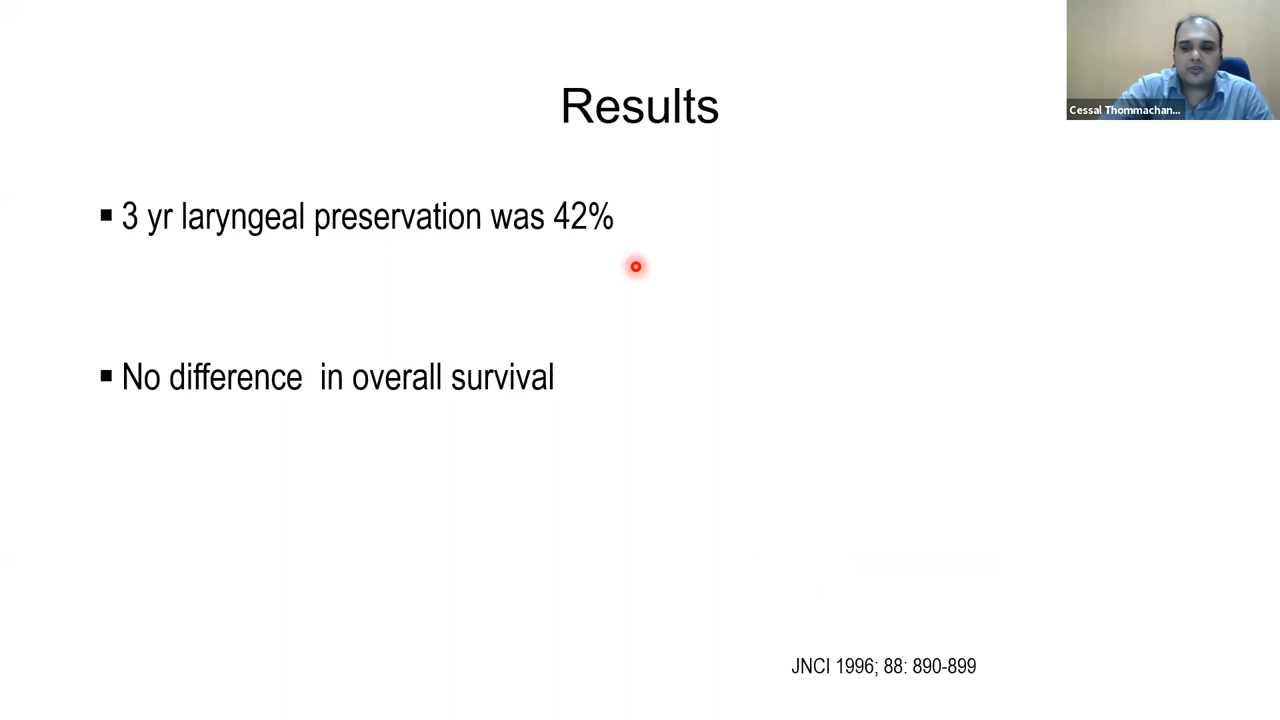 Cessal Thommachan...
Results
▪ 3 yr laryngeal preservation was 42%
▪ No difference in overall survival
JNCI 1996; 88: 890-899